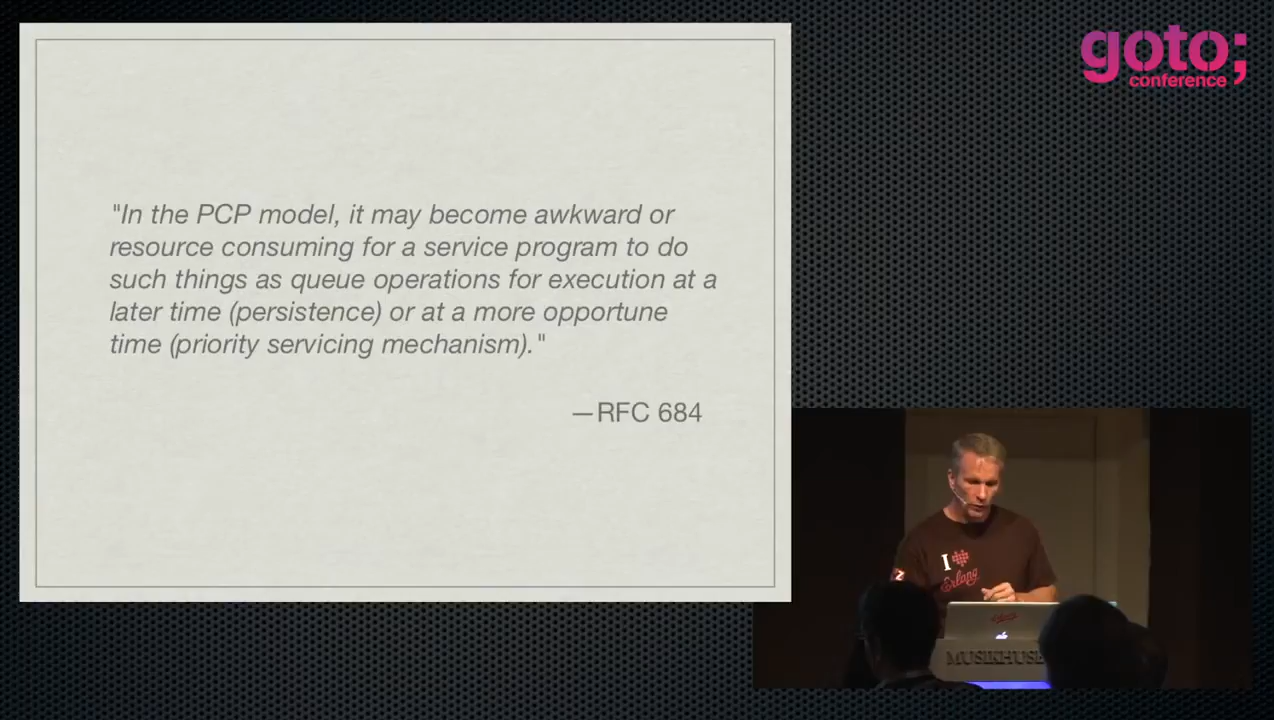 goto;
conference
"In the PCP model, it may become awkward or
resource consuming for a service program to do
such things as queue operations for execution at a
later time (persistence) or at a more opportune
time (priority servicing mechanism)."
—RFC 684
I
Erlang
Z
MUSIKHUSE